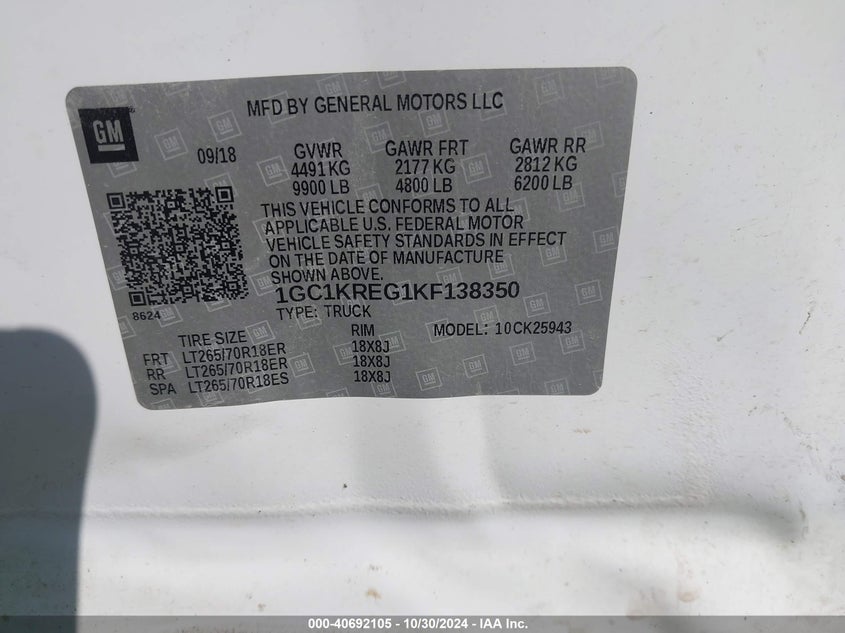 MFD BY GENERAL MOTORS LLC
GM
09/18 GVWR GAWR FRT GAWR RR
4491 KG 2177 KG 2812 KG
9900 LB 4800 LB 6200 LB
THIS VEHICLE CONFORMS TO ALL
APPLICABLE U.S. FEDERAL MOTOR
VEHICLE SAFETY STANDARDS IN EFFECT
ON THE DATE OF MANUFACTURE
SHOWN ABOVE.
1GC1KREG1KF138350
8624
TYPE: TRUCK
TIRE SIZE RIM MODEL: 10CK25943
FRT LT265/70R18ER 18X8J
RR LT265/70R18ER 18X8J
SPA LT265/70R18ES 18X8J
000-40692105 - 10/30/2024 - IAA Inc.